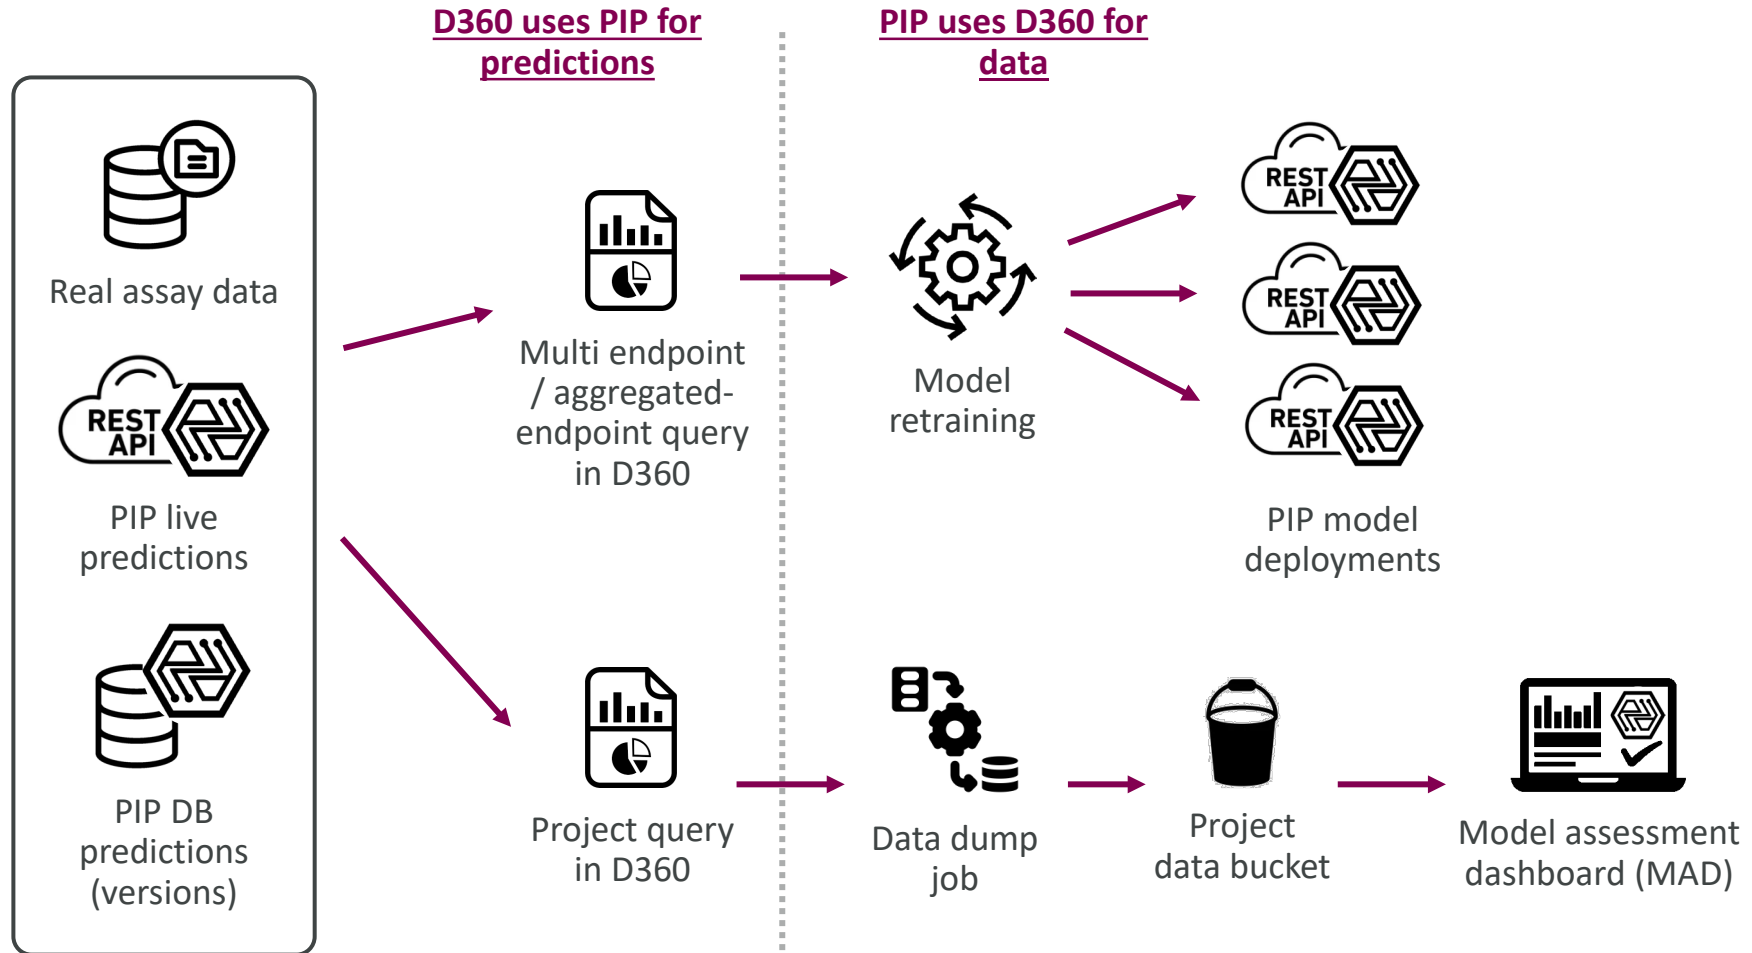 D360 uses PIP for
predictions
PIP uses D360 for
data
Real assay data
REST
API
PIP live
predictions
PIP DB
predictions
(versions)
Multi endpoint
/ aggregated-
endpoint query
in D360
Model
retraining
REST
API
REST
API
REST
API
PIP model
deployments
Project query
in D360
Data dump
job
Project
data bucket
Model assessment
dashboard (MAD)